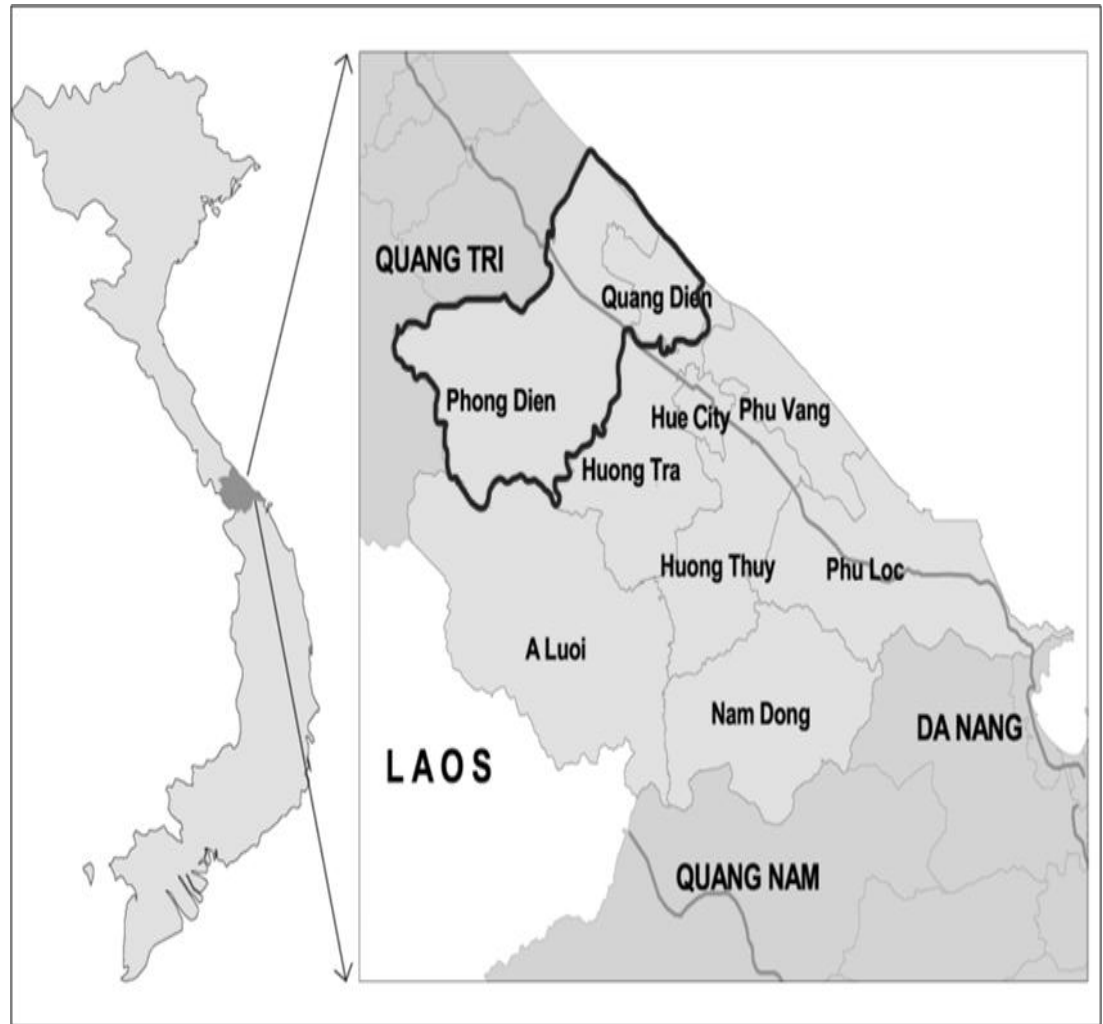 QUANG TRI
Quang Dien
Phong Dien
Hue City
Phu Vang
Huong Tra
Huong Thuy
Phu Loc
A Luoi
Nam Dong
DA NANG
LAOS
QUANG NAM